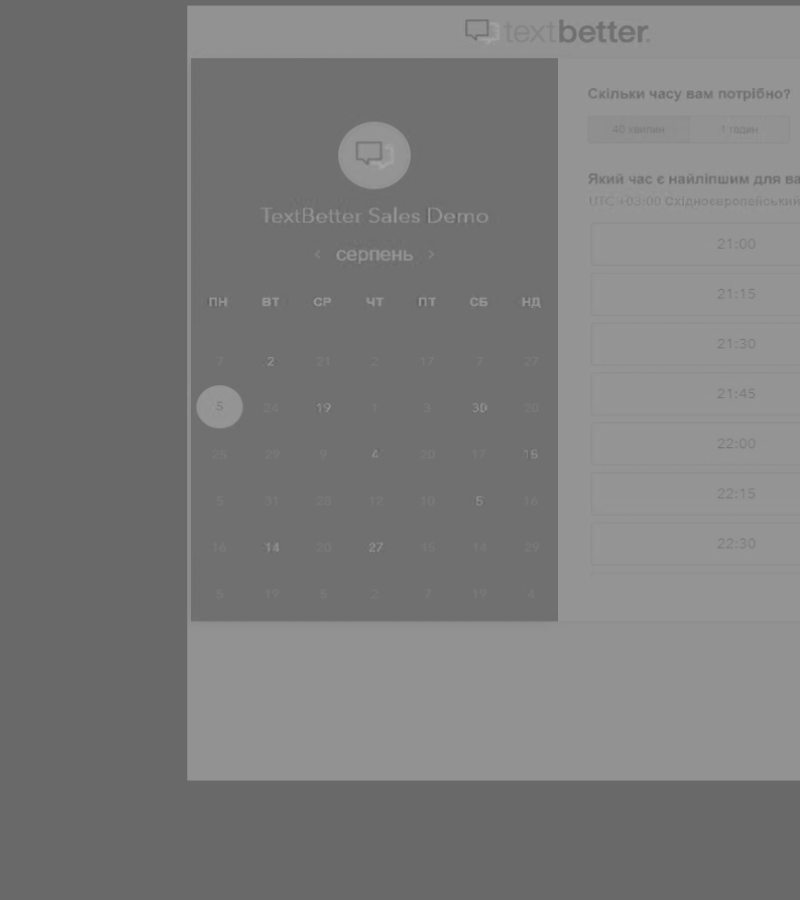 textbetter.
TextBetter Sales Demo
‹ серпень ›
ПН ВТ СР ЧТ ПТ СБ НД
7 2 21 2 17 7 27
5 24 19 1 3 30 20
25 29 9 4 20 17 15
5 31 28 12 10 5 16
16 14 20 27 15 14 29
5 19 5 2 7 19 4
Скільки часу вам потрібно?
40 хвилин 1 годин
Який час є найліпшим для ва
UTC +03:00 Східноєвропейський
21:00
21:15
21:30
21:45
22:00
22:15
22:30